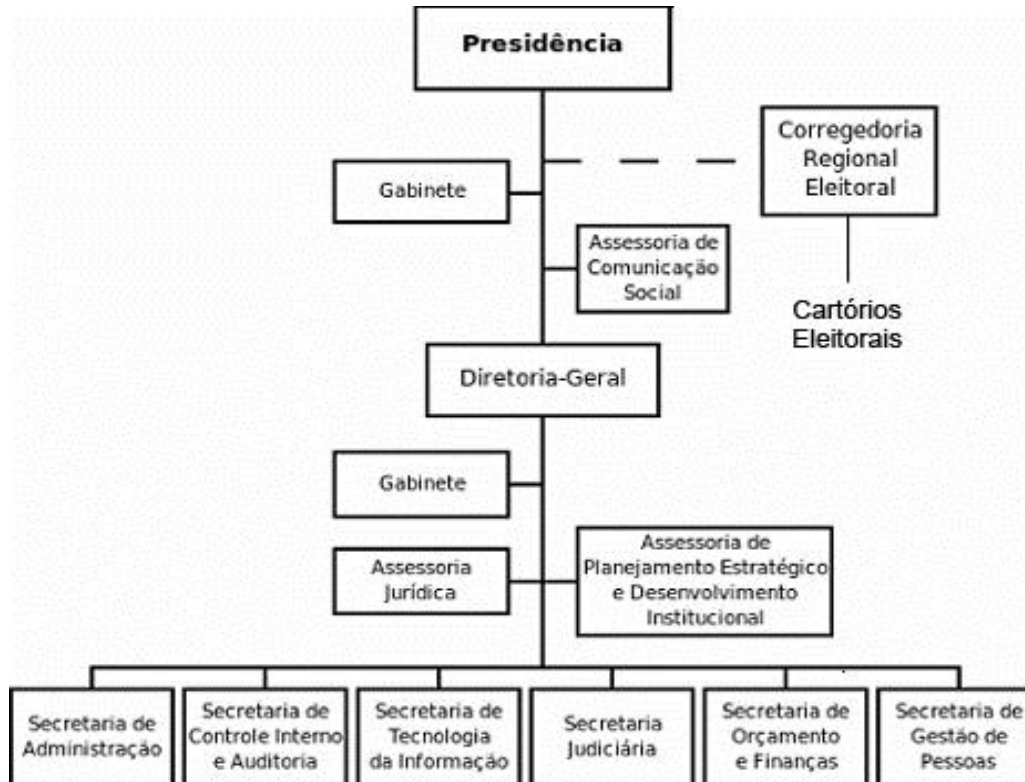 Presidência
Corregedoria
Regional
Eleitoral
Gabinete
Assessoria de
Comunicação
Social
Cartórios
Eleitorais
Diretoria-Geral
Gabinete
Assessoria
Jurídica
Assessoria de
Planejamento Estratégico
e Desenvolvimento
Institucional
Secretaria de
Administração
Secretaria de
Controle Interno
e Auditoria
Secretaria de
Tecnologia
da Informação
Secretaria
Judiciária
Secretaria de
Orçamento
e Finanças
Secretaria de
Gestão de
Pessoas